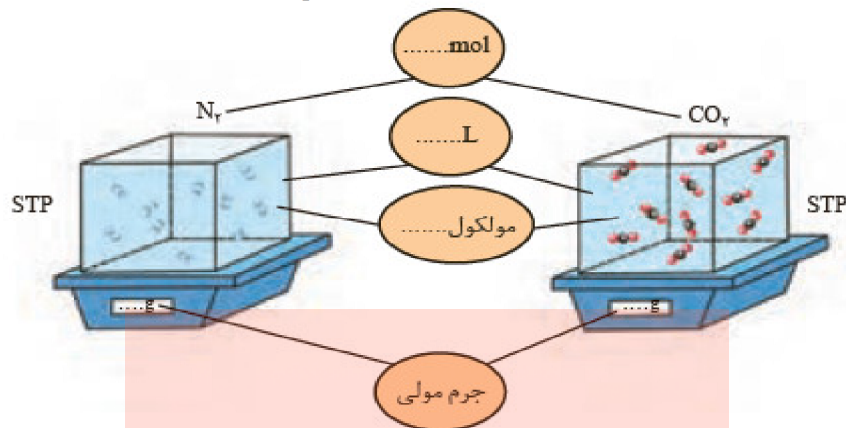 .......mol
N۲
CO۲
.......L
STP
STP
مولکول.......
....g
....g
جرم مولی